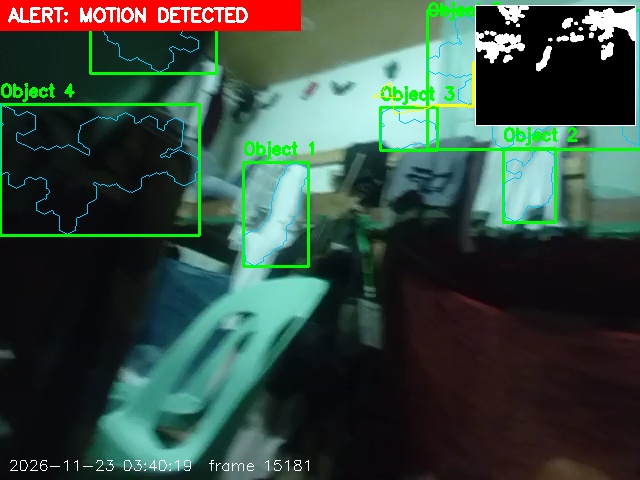 ALERT: MOTION DETECTED
Object 4
Object 3
Object 2
Object 1
2026-11-23 03:40:19 frame 15181